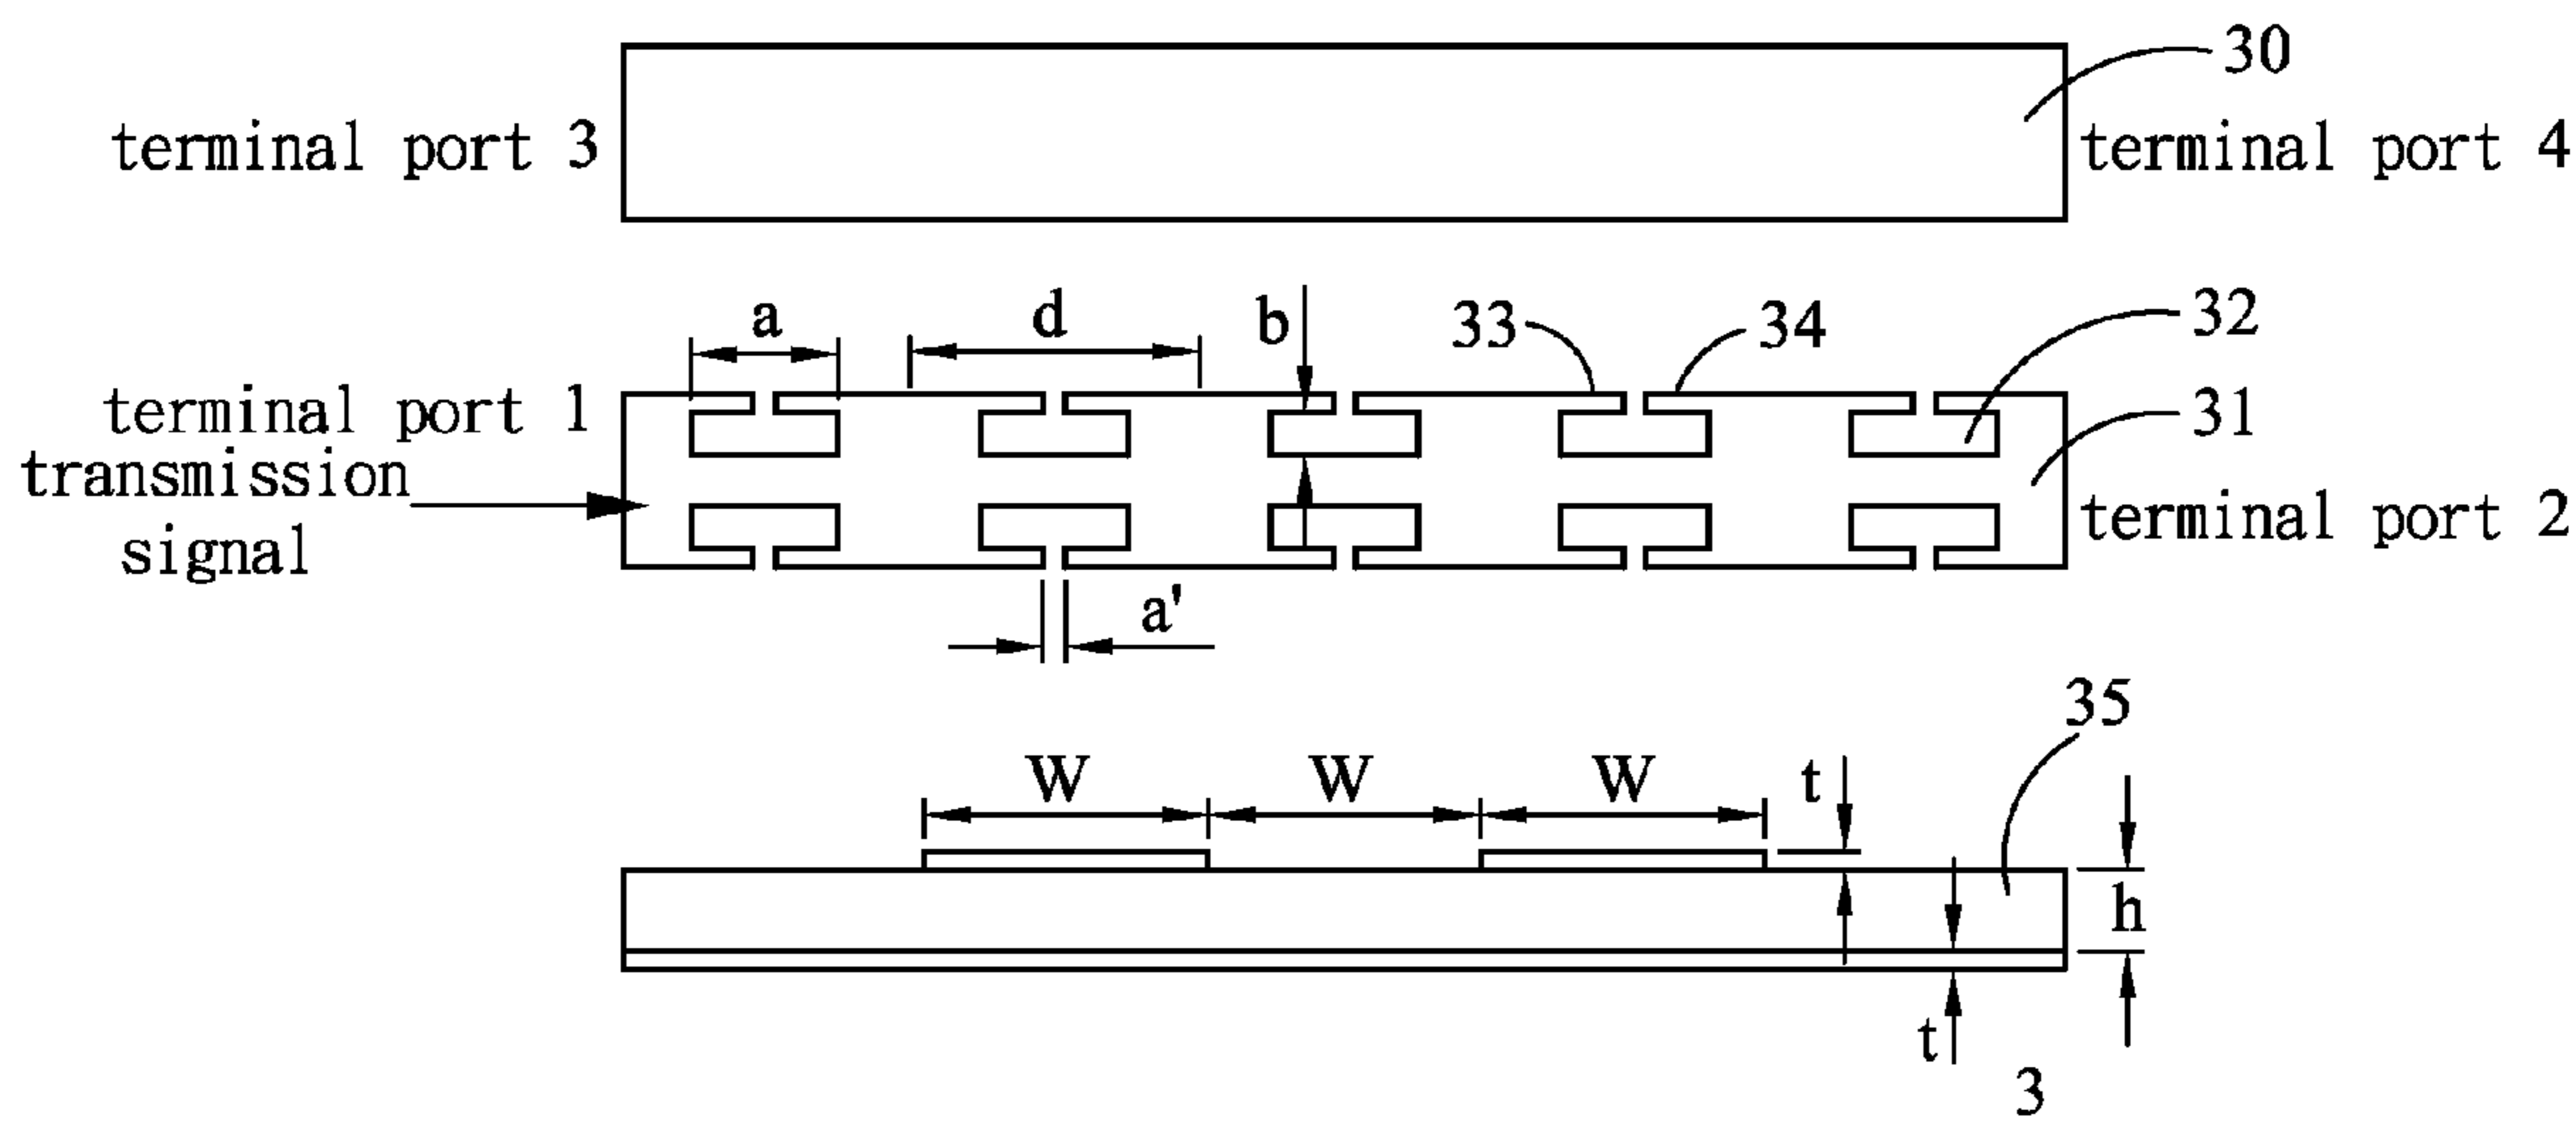 30
terminal port 3
terminal port 4
a
d
b
33
34
32
terminal port 1
31
transmission
signal
terminal port 2
a'
35
W
W
W
t
h
t
3